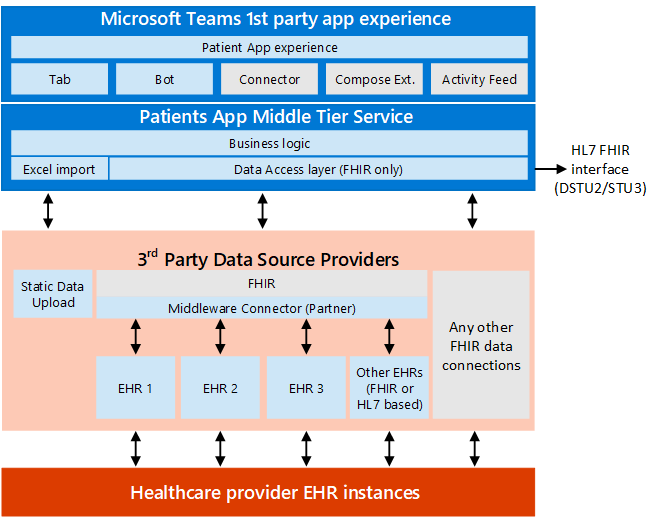 Microsoft Teams 1st party app experience
Patient App experience
Tab
Bot
Connector
Compose Ext.
Activity Feed
Patients App Middle Tier Service
Business logic
Excel import
Data Access layer (FHIR only)
HL7 FHIR
interface
(DSTU2/STU3)
3rd Party Data Source Providers
Static Data
Upload
FHIR
Middleware Connector (Partner)
Any other
FHIR data
connections
EHR 1
EHR 2
EHR 3
Other EHRs
(FHIR or
HL7 based)
Healthcare provider EHR instances